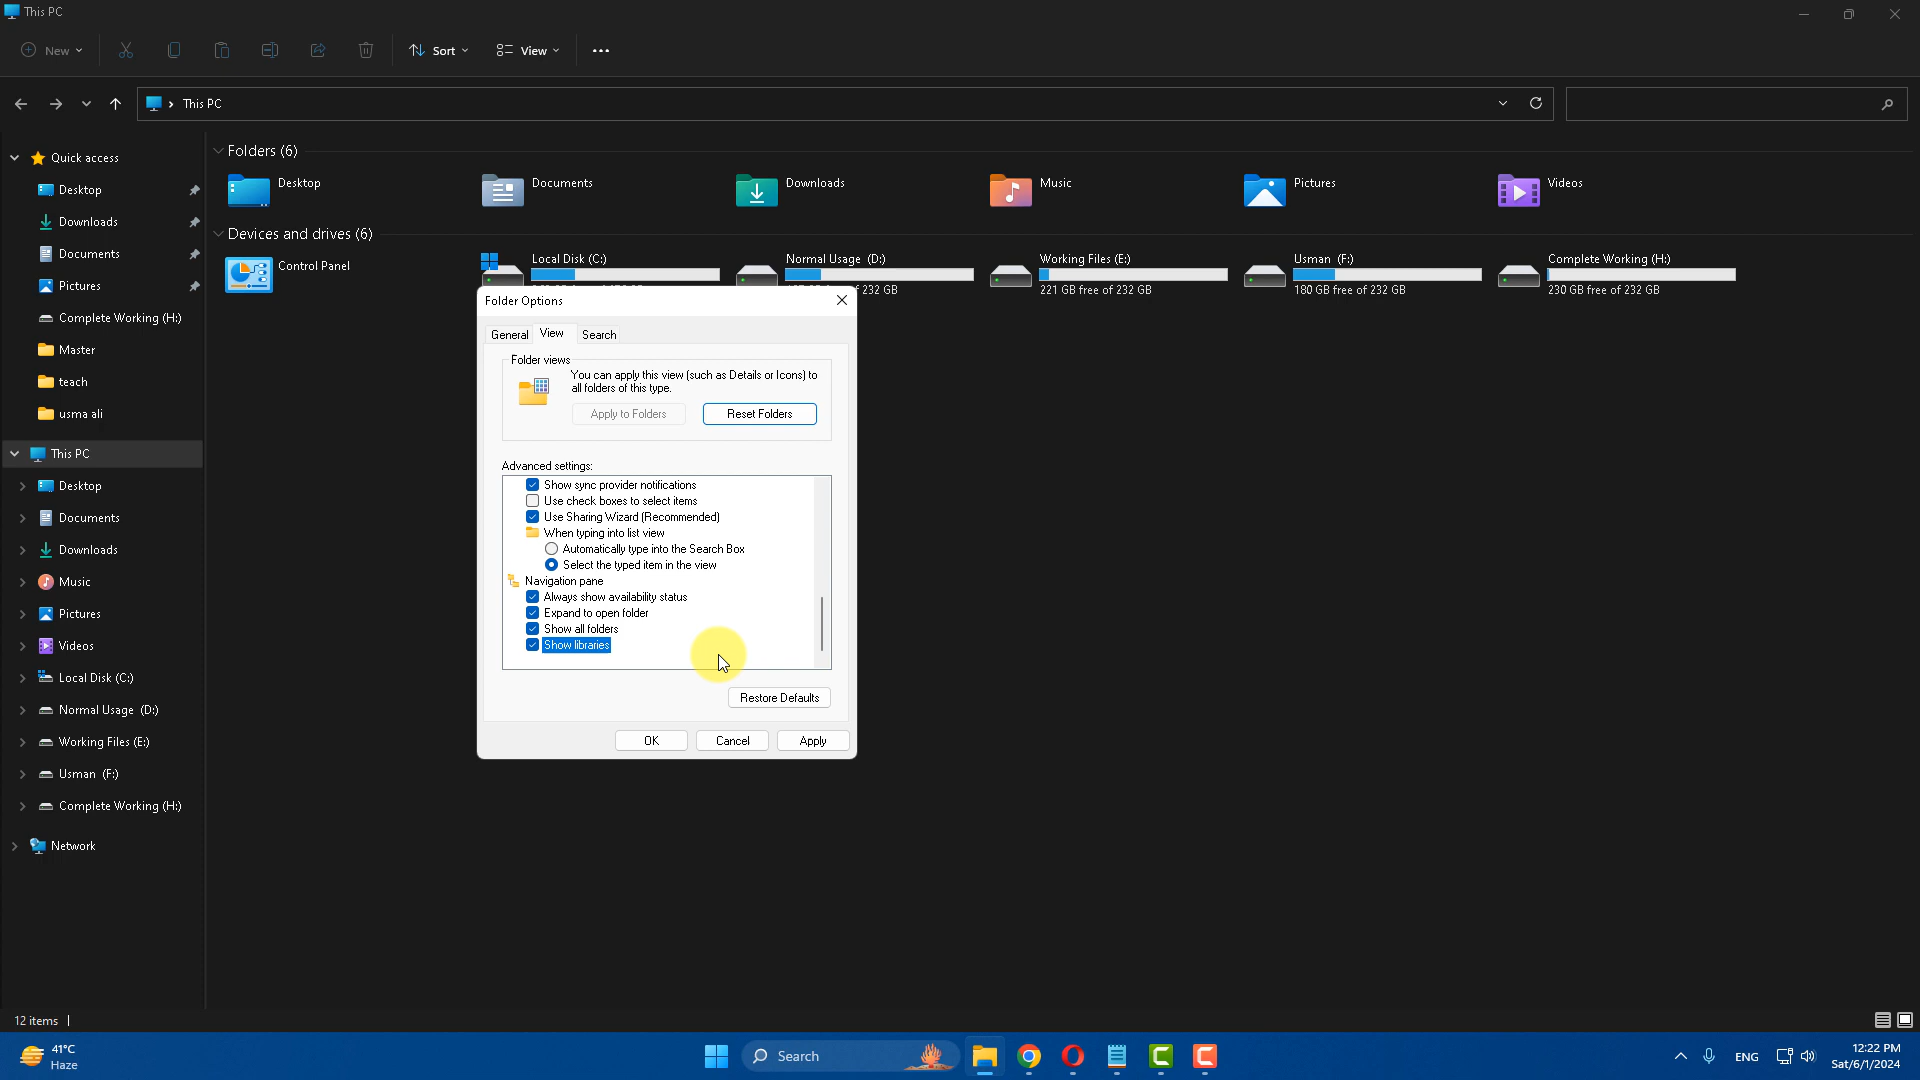 This PC
New
Sort
View
This PC
Quick access
Desktop
Downloads
Documents
Pictures
Complete Working (H:)
Master
teach
usma ali
This PC
Desktop
Documents
Downloads
Music
Pictures
Videos
Local Disk (C:)
Normal Usage (D:)
Working Files (E:)
Usman (F:)
Complete Working (H:)
Network
Folders (6)
Desktop
Documents
Downloads
Music
Pictures
Videos
Devices and drives (6)
Control Panel
Local Disk (C:)
Normal Usage (D:)
Working Files (E:)
221 GB free of 232 GB
Usman (F:)
180 GB free of 232 GB
Complete Working (H:)
230 GB free of 232 GB
f 232 GB
Folder Options
General
View
Search
Folder views
You can apply this view (such as Details or Icons) to
all folders of this type.
Apply to Folders
Reset Folders
Advanced settings:
Show sync provider notifications
Use check boxes to select items
Use Sharing Wizard (Recommended)
When typing into list view
Automatically type into the Search Box
Select the typed item in the view
Navigation pane
Always show availability status
Expand to open folder
Show all folders
Show libraries
Restore Defaults
OK
Cancel
Apply
12 items
41°C
Haze
Search
ENG
12:22 PM
Sat/6/1/2024